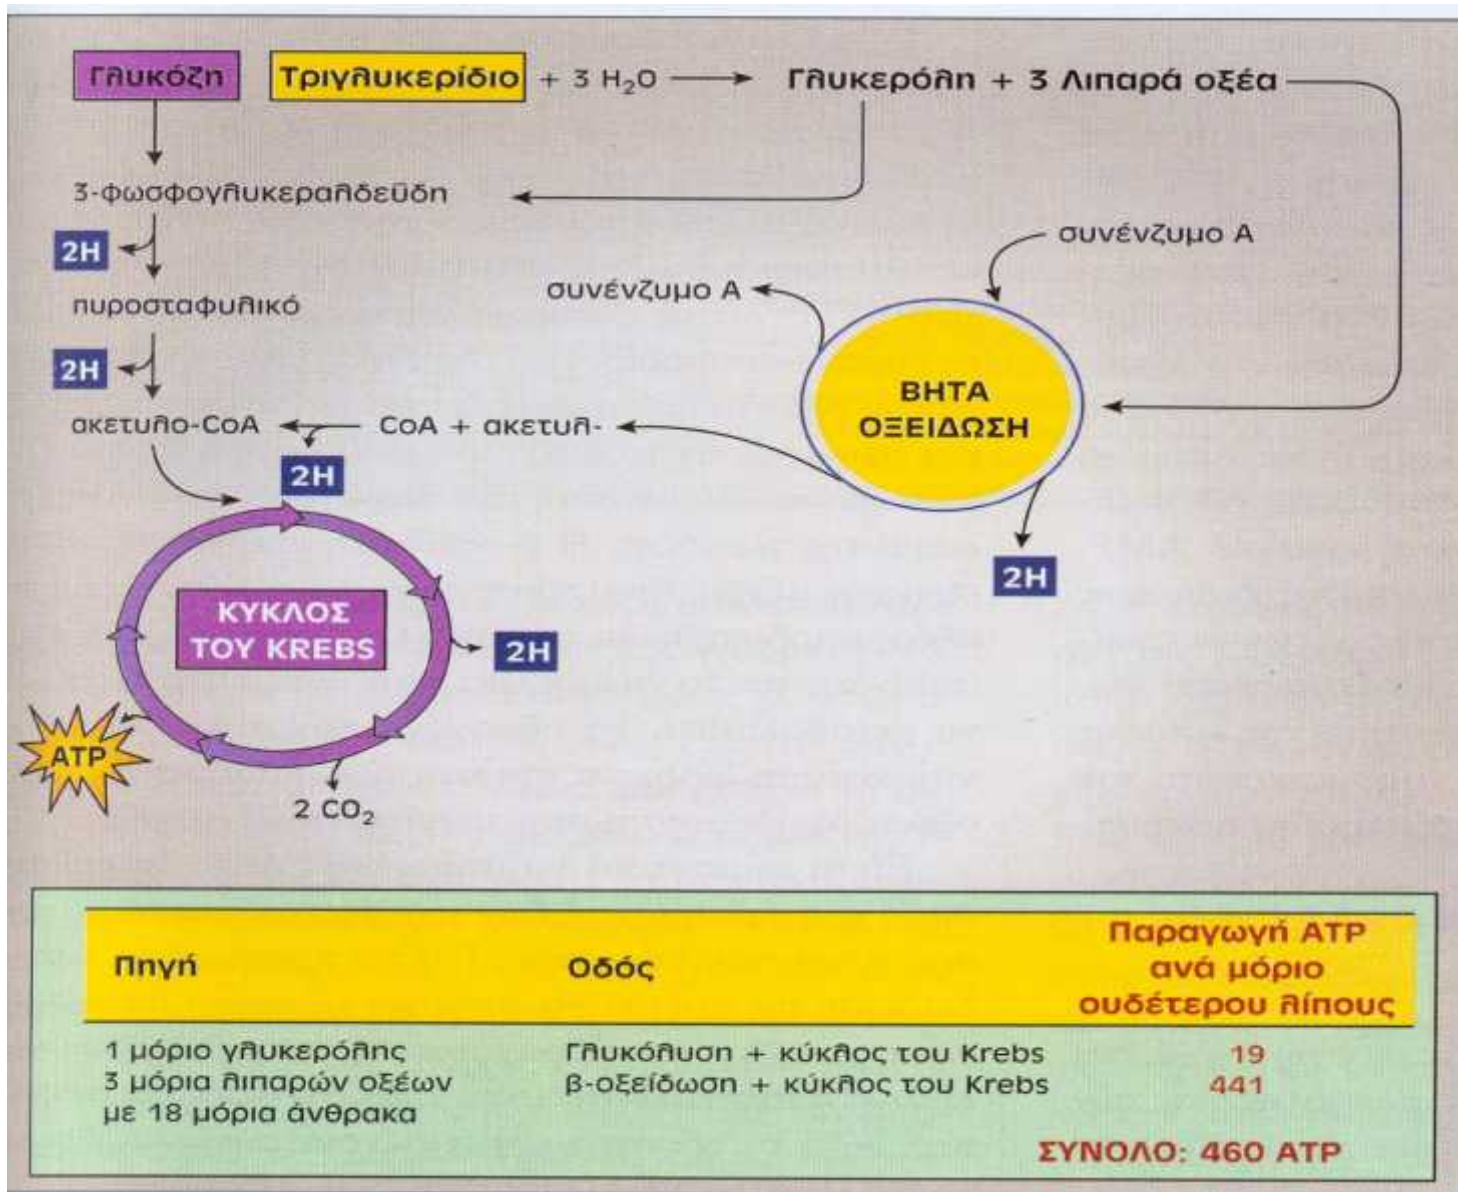 Γλυκόζη
Τριγλυκερίδιο + 3 H₂O
Γλυκερόλη + 3 Λιπαρά οξέα
3-φωσφογλυκεραλδεΰδη
2H
συνένζυμο Α
συνένζυμο Α
πυροσταφυλικό
2H
ΒΗΤΑ
ΟΞΕΙΔΩΣΗ
ακετυλο-CoA
CoA + ακετυλ-
2H
2H
ΚΥΚΛΟΣ
ΤΟΥ KREBS
2H
ATP
2 CO₂
Πηγή
Οδός
Παραγωγή ATP
ανά μόριο
ουδέτερου λίπους
1 μόριο γλυκερόλης
Γλυκόλυση + κύκλος του Krebs
19
3 μόρια λιπαρών οξέων
β-οξείδωση + κύκλος του Krebs
441
με 18 μόρια άνθρακα
ΣΥΝΟΛΟ: 460 ATP